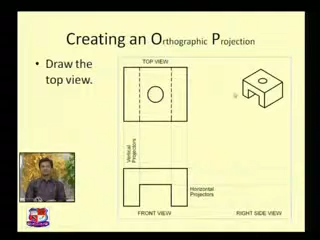 Creating an Orthographic Projection
• Draw the
top view.
TOP VIEW
Vertical
Projectors
Horizontal
Projectors
FRONT VIEW
RIGHT SIDE VIEW